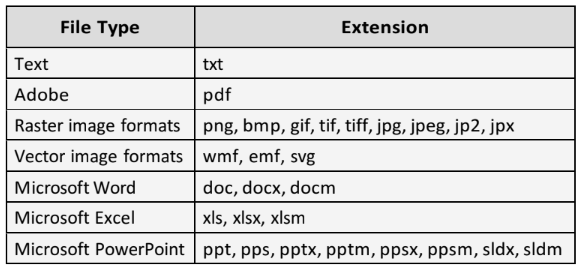 File Type Extension
Text txt
Adobe pdf
Raster image formats png, bmp, gif, tif, tiff, jpg, jpeg, jp2, jpx
Vector image formats wmf, emf, svg
Microsoft Word doc, docx, docm
Microsoft Excel xls, xlsx, xlsm
Microsoft PowerPoint ppt, pps, pptx, pptm, ppsx, ppsm, sldx, sldm